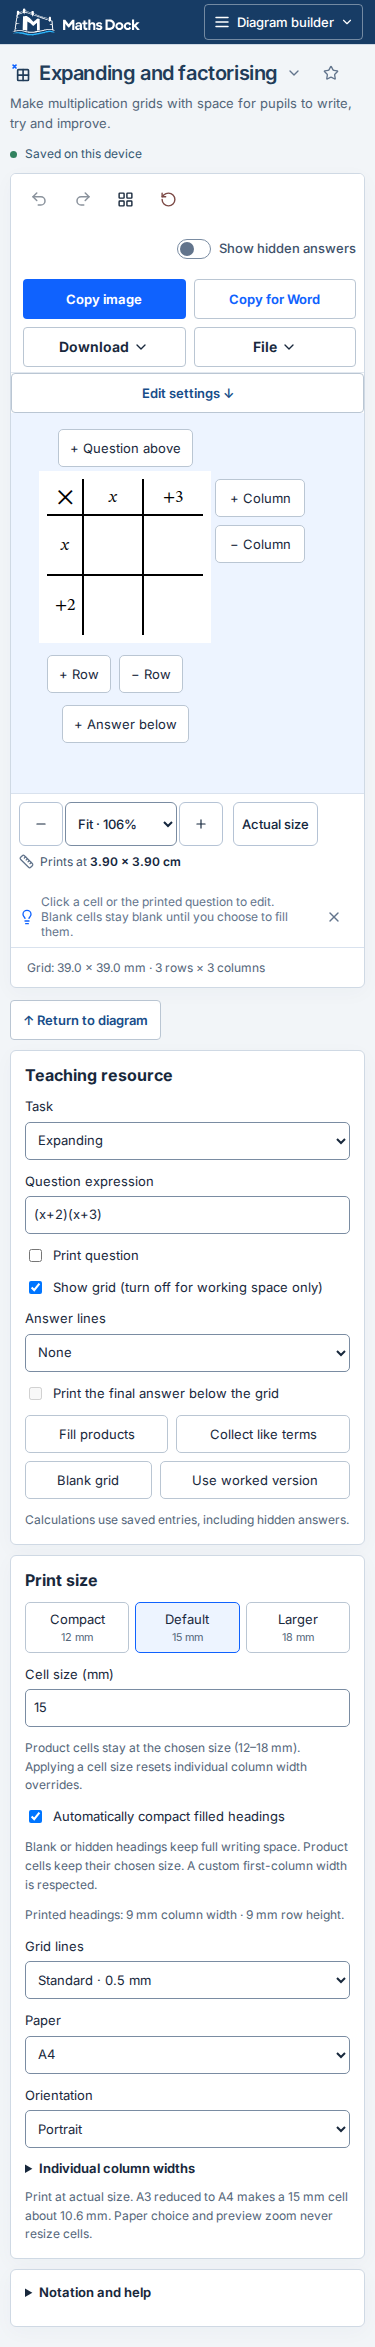 Maths Dock
Diagram builder
Expanding and factorising
Make multiplication grids with space for pupils to write,
try and improve.
Saved on this device
Show hidden answers
Copy image
Copy for Word
Download
File
Edit settings ↓
+ Question above
× x +3
+ Column
− Column
x
+2
+ Row
− Row
+ Answer below
−
Fit · 106%
+
Actual size
Prints at 3.90 × 3.90 cm
Click a cell or the printed question to edit.
Blank cells stay blank until you choose to fill
them.
Grid: 39.0 × 39.0 mm · 3 rows × 3 columns
↑ Return to diagram
Teaching resource
Task
Expanding
Question expression
(x+2)(x+3)
Print question
Show grid (turn off for working space only)
Answer lines
None
Print the final answer below the grid
Fill products
Collect like terms
Blank grid
Use worked version
Calculations use saved entries, including hidden answers.
Print size
Compact
12 mm
Default
15 mm
Larger
18 mm
Cell size (mm)
15
Product cells stay at the chosen size (12–18 mm).
Applying a cell size resets individual column width
overrides.
Automatically compact filled headings
Blank or hidden headings keep full writing space. Product
cells keep their chosen size. A custom first-column width
is respected.
Printed headings: 9 mm column width · 9 mm row height.
Grid lines
Standard · 0.5 mm
Paper
A4
Orientation
Portrait
Individual column widths
Print at actual size. A3 reduced to A4 makes a 15 mm cell
about 10.6 mm. Paper choice and preview zoom never
resize cells.
Notation and help